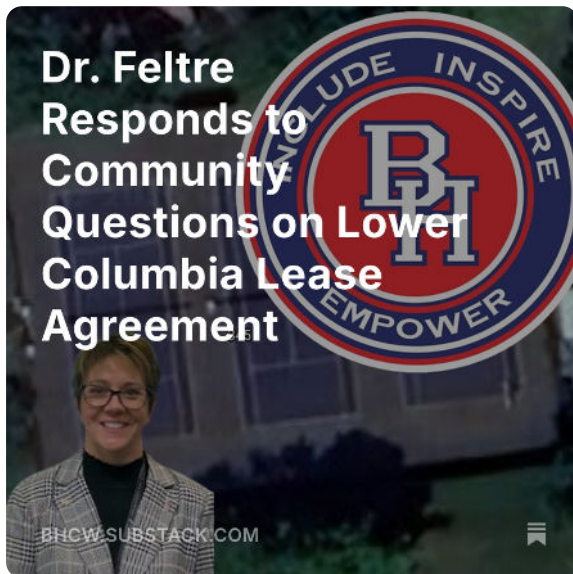 Dr. Feltre
Responds to
Community
Questions on Lower
Columbia Lease
Agreement
INCLUDE INSPIRE
BH
EMPOWER
BHCW.SUBSTACK.COM